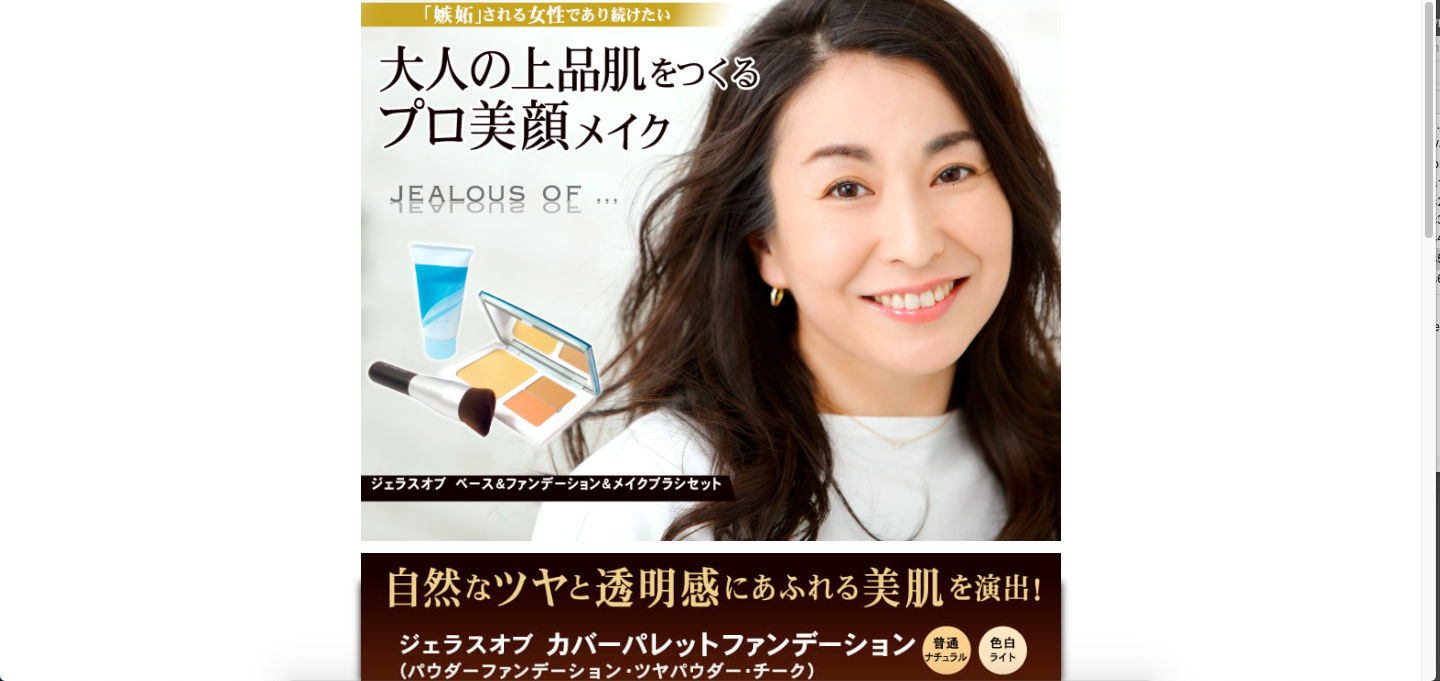 「嫉妬」される女性であり続けたい
大人の上品肌をつくる
プロ美顔メイク
JEALOUS OF ...
ジェラスオブ ベース&ファンデーション&メイクブラシセット
自然なツヤと透明感にあふれる美肌を演出!
ジェラスオブ カバーパレットファンデーション
普通
ナチュラル
色白
ライト
(パウダーファンデーション・ツヤパウダー・チーク)